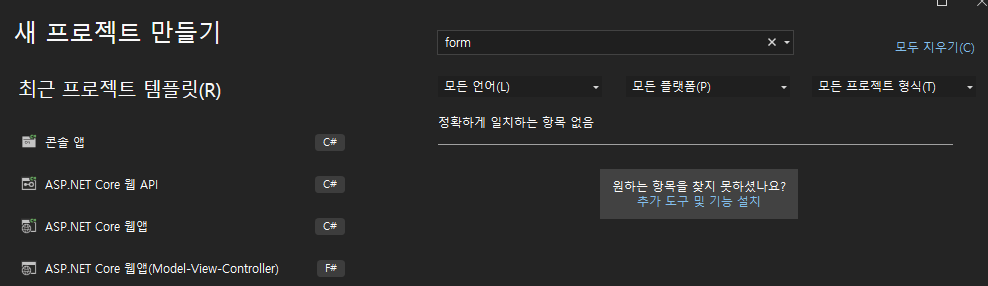 새 프로젝트 만들기
최근 프로젝트 템플릿(R)
콘솔 앱 C#
ASP.NET Core 웹 API C#
ASP.NET Core 웹앱 C#
ASP.NET Core 웹앱(Model-View-Controller) F#
form
모두 지우기(C)
모든 언어(L) 모든 플랫폼(P) 모든 프로젝트 형식(T)
정확하게 일치하는 항목 없음
원하는 항목을 찾지 못하셨나요?
추가 도구 및 기능 설치